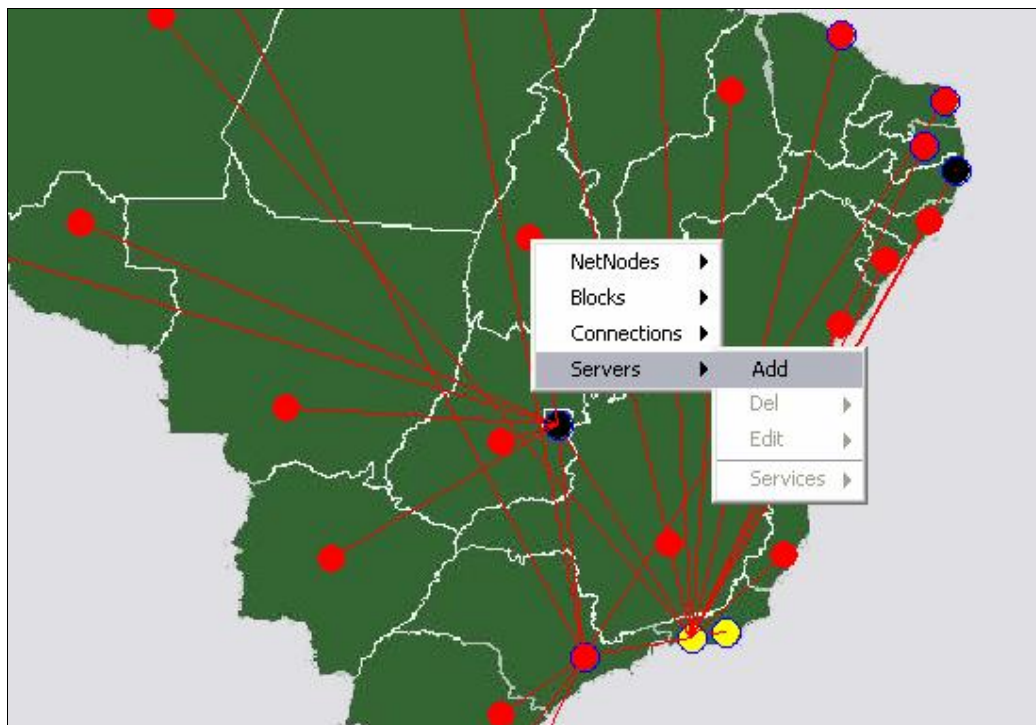 NetNodes
Blocks
Connections
Servers
Add
Del
Edit
Services